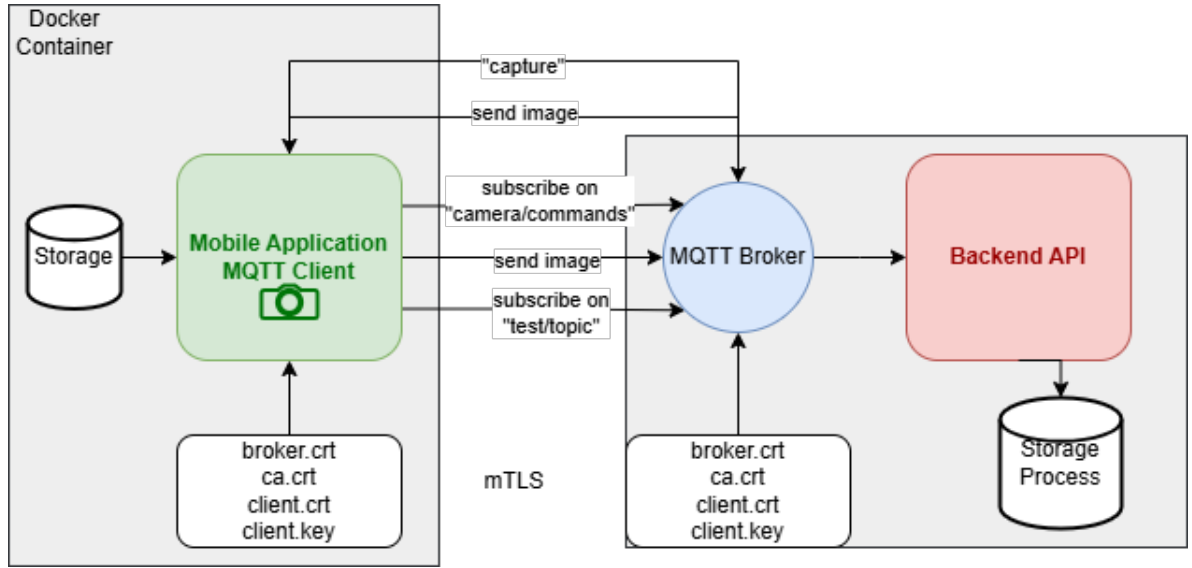 Docker
Container
"capture"
send image
subscribe on
"camera/commands"
Storage
Mobile Application
MQTT Client
send image
MQTT Broker
Backend API
subscribe on
"test/topic"
broker.crt
ca.crt
client.crt
client.key
mTLS
broker.crt
ca.crt
client.crt
client.key
Storage
Process